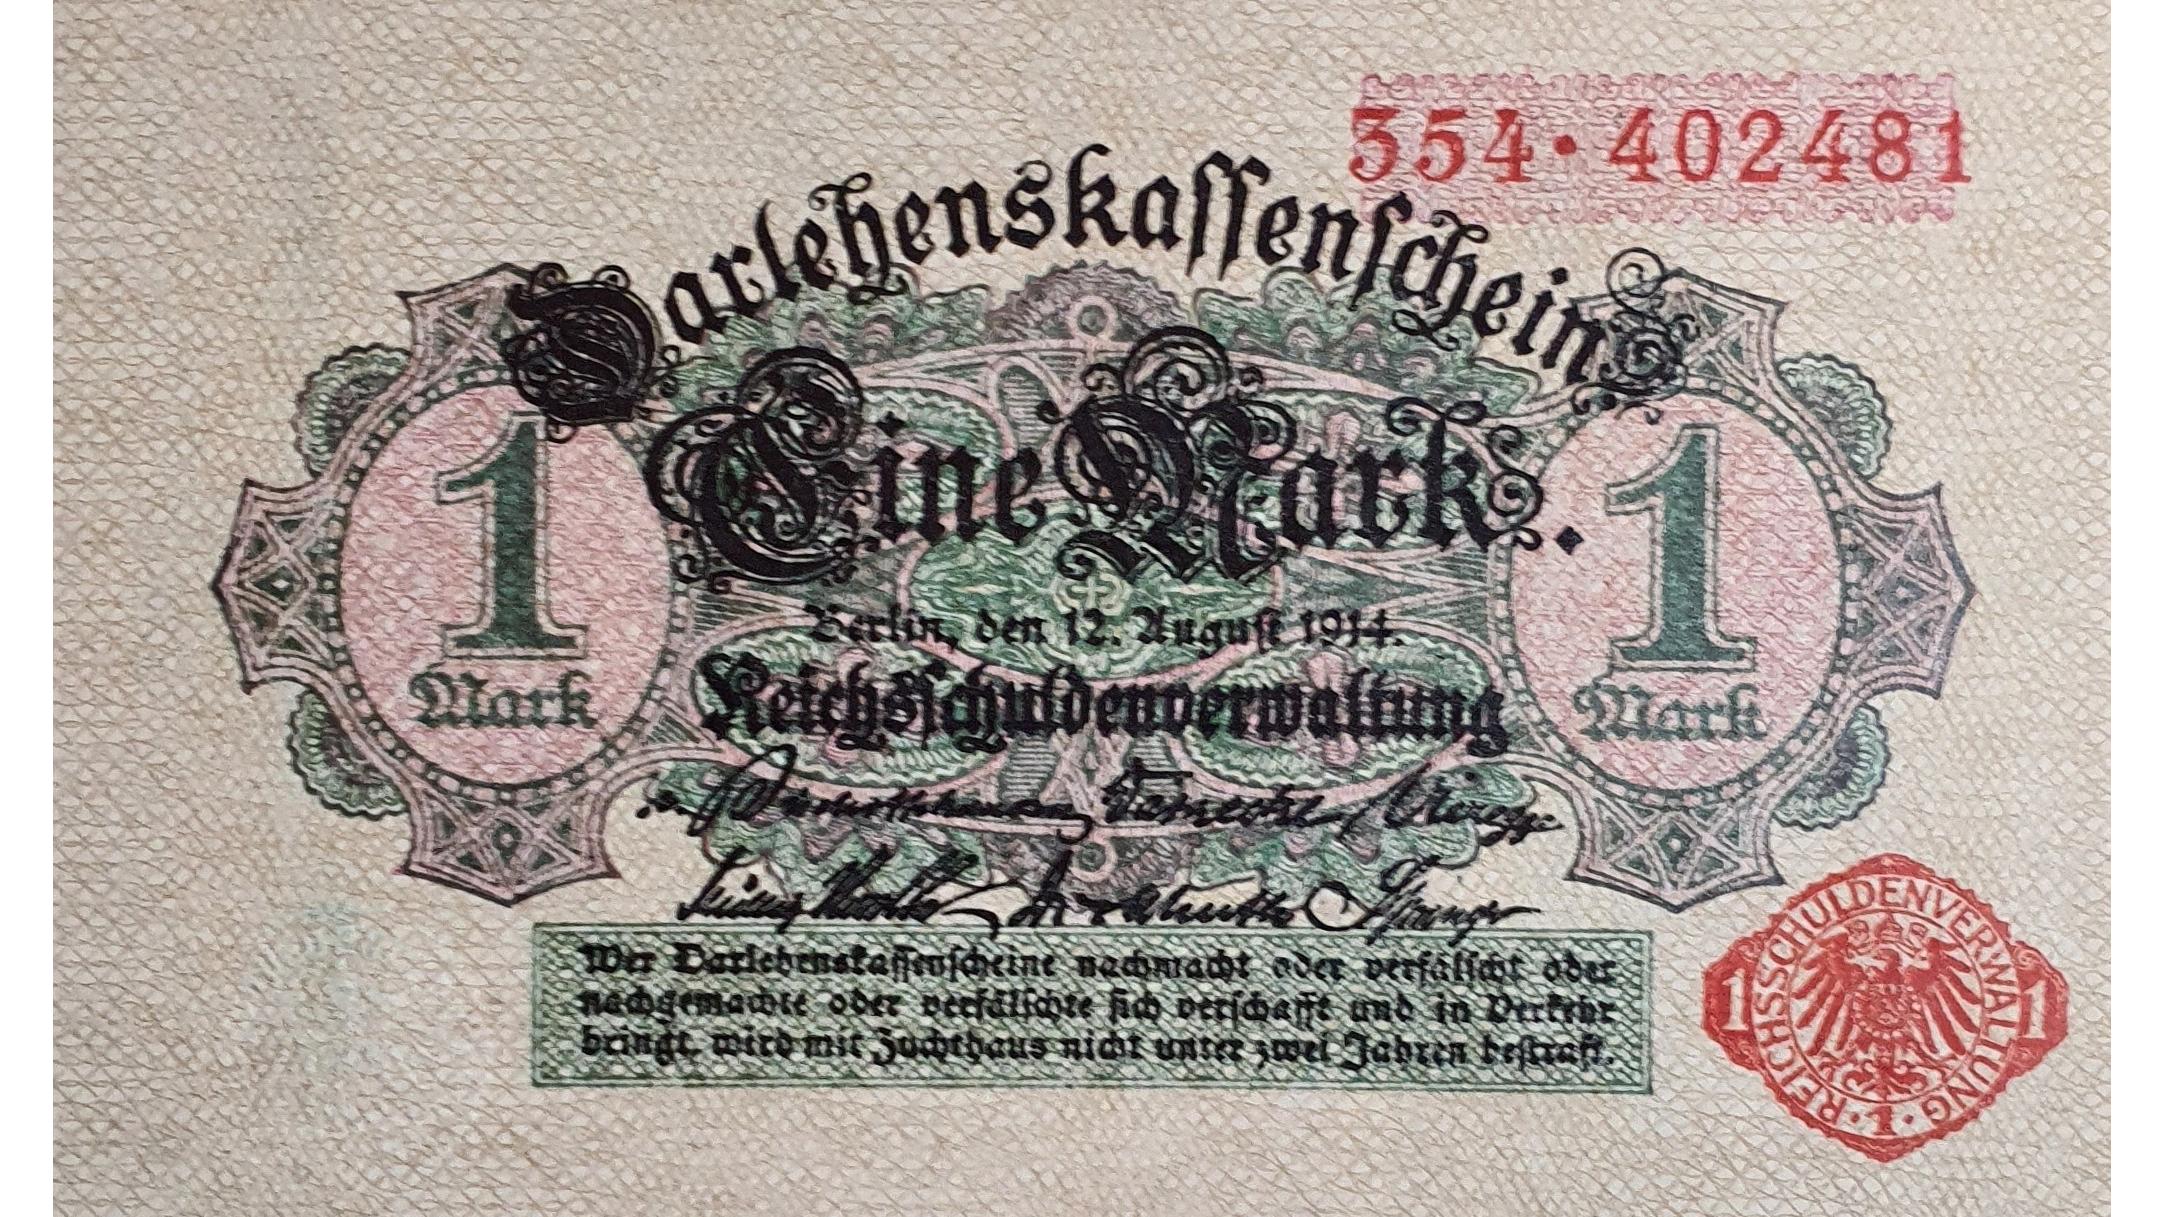 354·402481
Darlehenskassenschein
Eine Mark.
1
Mark
1
Mark
Berlin, den 12. August 1914.
Reichsschuldenverwaltung
Wer Darlehenskassenscheine nachmacht oder verfälscht oder
nachgemachte oder verfälschte sich verschafft und in Verkehr
bringt, wird mit Zuchthaus nicht unter zwei Jahren bestraft.
REICHSSCHULDENVERWALTUNG
1 1
·1·